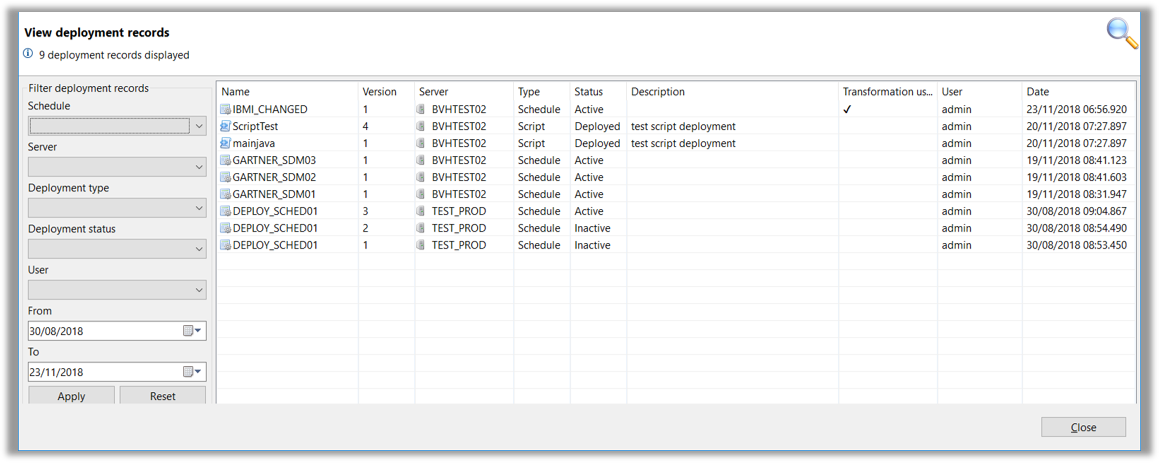 View deployment records
9 deployment records displayed
Filter deployment records
Schedule
Server
Deployment type
Deployment status
User
From
30/08/2018
To
23/11/2018
Apply Reset
Name Version Server Type Status Description Transformation us... User Date
IBMI_CHANGED 1 BVHTEST02 Schedule Active ✓ admin 23/11/2018 06:56.920
ScriptTest 4 BVHTEST02 Script Deployed test script deployment admin 20/11/2018 07:27.897
mainjava 1 BVHTEST02 Script Deployed test script deployment admin 20/11/2018 07:27.897
GARTNER_SDM03 1 BVHTEST02 Schedule Active admin 19/11/2018 08:41.123
GARTNER_SDM02 1 BVHTEST02 Schedule Active admin 19/11/2018 08:41.603
GARTNER_SDM01 1 BVHTEST02 Schedule Active admin 19/11/2018 08:31.947
DEPLOY_SCHED01 3 TEST_PROD Schedule Active admin 30/08/2018 09:04.867
DEPLOY_SCHED01 2 TEST_PROD Schedule Inactive admin 30/08/2018 08:54.490
DEPLOY_SCHED01 1 TEST_PROD Schedule Inactive admin 30/08/2018 08:53.450
Close